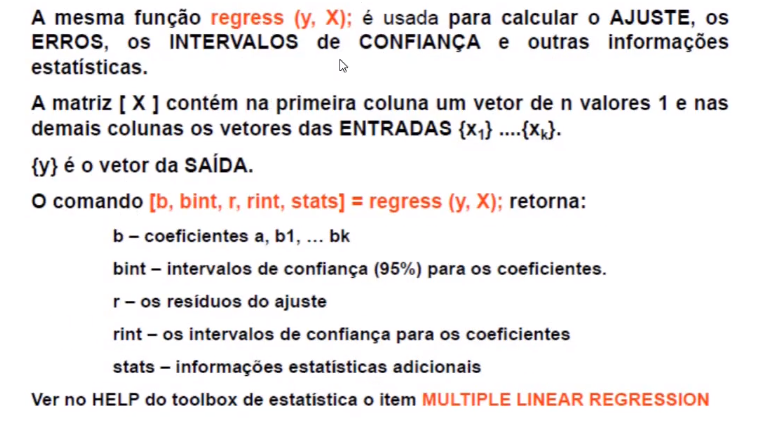 A mesma função regress (y, X); é usada para calcular o AJUSTE, os
ERROS, os INTERVALOS de CONFIANÇA e outras informações
estatísticas.
A matriz [ X ] contém na primeira coluna um vetor de n valores 1 e nas
demais colunas os vetores das ENTRADAS {x1} ....{xk}.
{y} é o vetor da SAÍDA.
O comando [b, bint, r, rint, stats] = regress (y, X); retorna:
b – coeficientes a, b1, … bk
bint – intervalos de confiança (95%) para os coeficientes.
r – os resíduos do ajuste
rint – os intervalos de confiança para os coeficientes
stats – informações estatísticas adicionais
Ver no HELP do toolbox de estatística o item MULTIPLE LINEAR REGRESSION